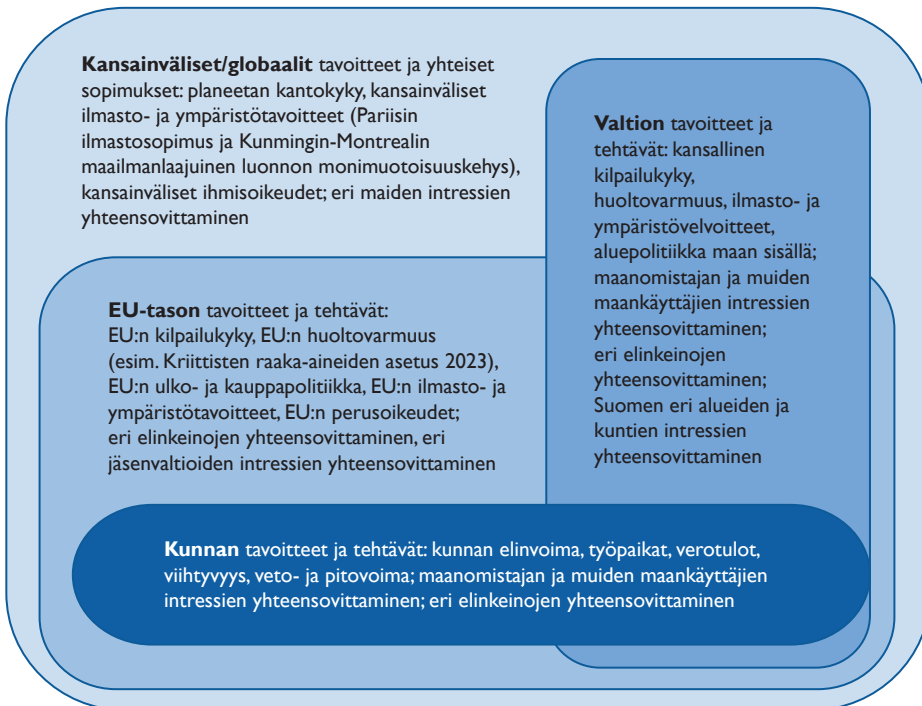 Kansainväliset/globaalit tavoitteet ja yhteiset
sopimukset: planeetan kantokyky, kansainväliset
ilmasto- ja ympäristötavoitteet (Pariisin
ilmastosopimus ja Kunmingin-Montrealin
maailmanlaajuinen luonnon monimuotoisuuskehys),
kansainväliset ihmisoikeudet; eri maiden intressien
yhteensovittaminen
Valtion tavoitteet ja
tehtävät: kansallinen
kilpailukyky,
huoltovarmuus, ilmasto- ja
ympäristövelvoitteet,
aluepolitiikka maan sisällä;
maanomistajan ja muiden
maankäyttäjien intressien
yhteensovittaminen;
eri elinkeinojen
yhteensovittaminen;
Suomen eri alueiden ja
kuntien intressien
yhteensovittaminen
EU-tason tavoitteet ja tehtävät:
EU:n kilpailukyky, EU:n huoltovarmuus
(esim. Kriittisten raaka-aineiden asetus 2023),
EU:n ulko- ja kauppapolitiikka, EU:n ilmasto- ja
ympäristötavoitteet, EU:n perusoikeudet;
eri elinkeinojen yhteensovittaminen, eri
jäsenvaltioiden intressien yhteensovittaminen
Kunnan tavoitteet ja tehtävät: kunnan elinvoima, työpaikat, verotulot,
viihtyvyys, veto- ja pitovoima; maanomistajan ja muiden maankäyttäjien
intressien yhteensovittaminen; eri elinkeinojen yhteensovittaminen